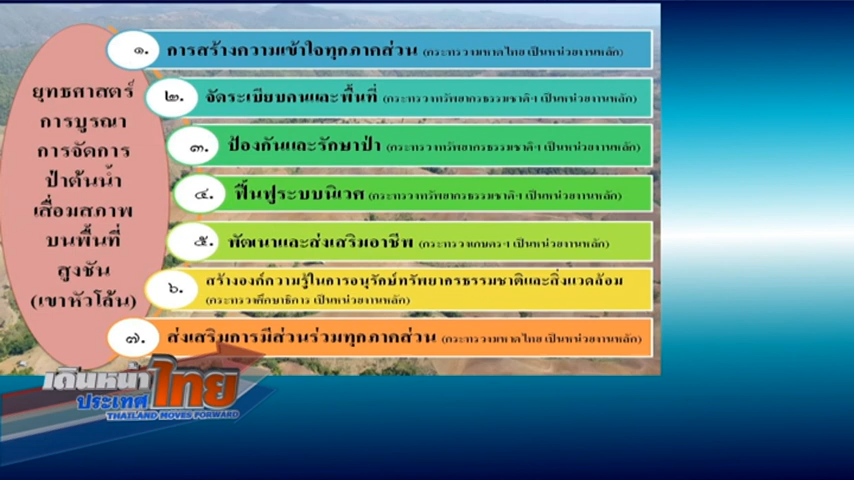 ยุทธศาสตร์
การบูรณา
การจัดการ
ป่าต้นน้ำ
เสื่อมสภาพ
บนพื้นที่
สูงชัน
(เขาหัวโล้น)
๑. การสร้างความเข้าใจทุกภาคส่วน (กระทรวงมหาดไทย เป็นหน่วยงานหลัก)
๒. จัดระเบียบคนและพื้นที่ (กระทรวงทรัพยากรธรรมชาติฯ เป็นหน่วยงานหลัก)
๓. ป้องกันและรักษาป่า (กระทรวงทรัพยากรธรรมชาติฯ เป็นหน่วยงานหลัก)
๔. ฟื้นฟูระบบนิเวศ (กระทรวงทรัพยากรธรรมชาติฯ เป็นหน่วยงานหลัก)
๕. พัฒนาและส่งเสริมอาชีพ (กระทรวงเกษตรฯ เป็นหน่วยงานหลัก)
๖. สร้างองค์ความรู้ในการอนุรักษ์ทรัพยากรธรรมชาติและสิ่งแวดล้อม
(กระทรวงศึกษาธิการ เป็นหน่วยงานหลัก)
๗. ส่งเสริมการมีส่วนร่วมทุกภาคส่วน (กระทรวงมหาดไทย เป็นหน่วยงานหลัก)
เดินหน้า
ประเทศ ไทย
THAILAND MOVES FORWARD